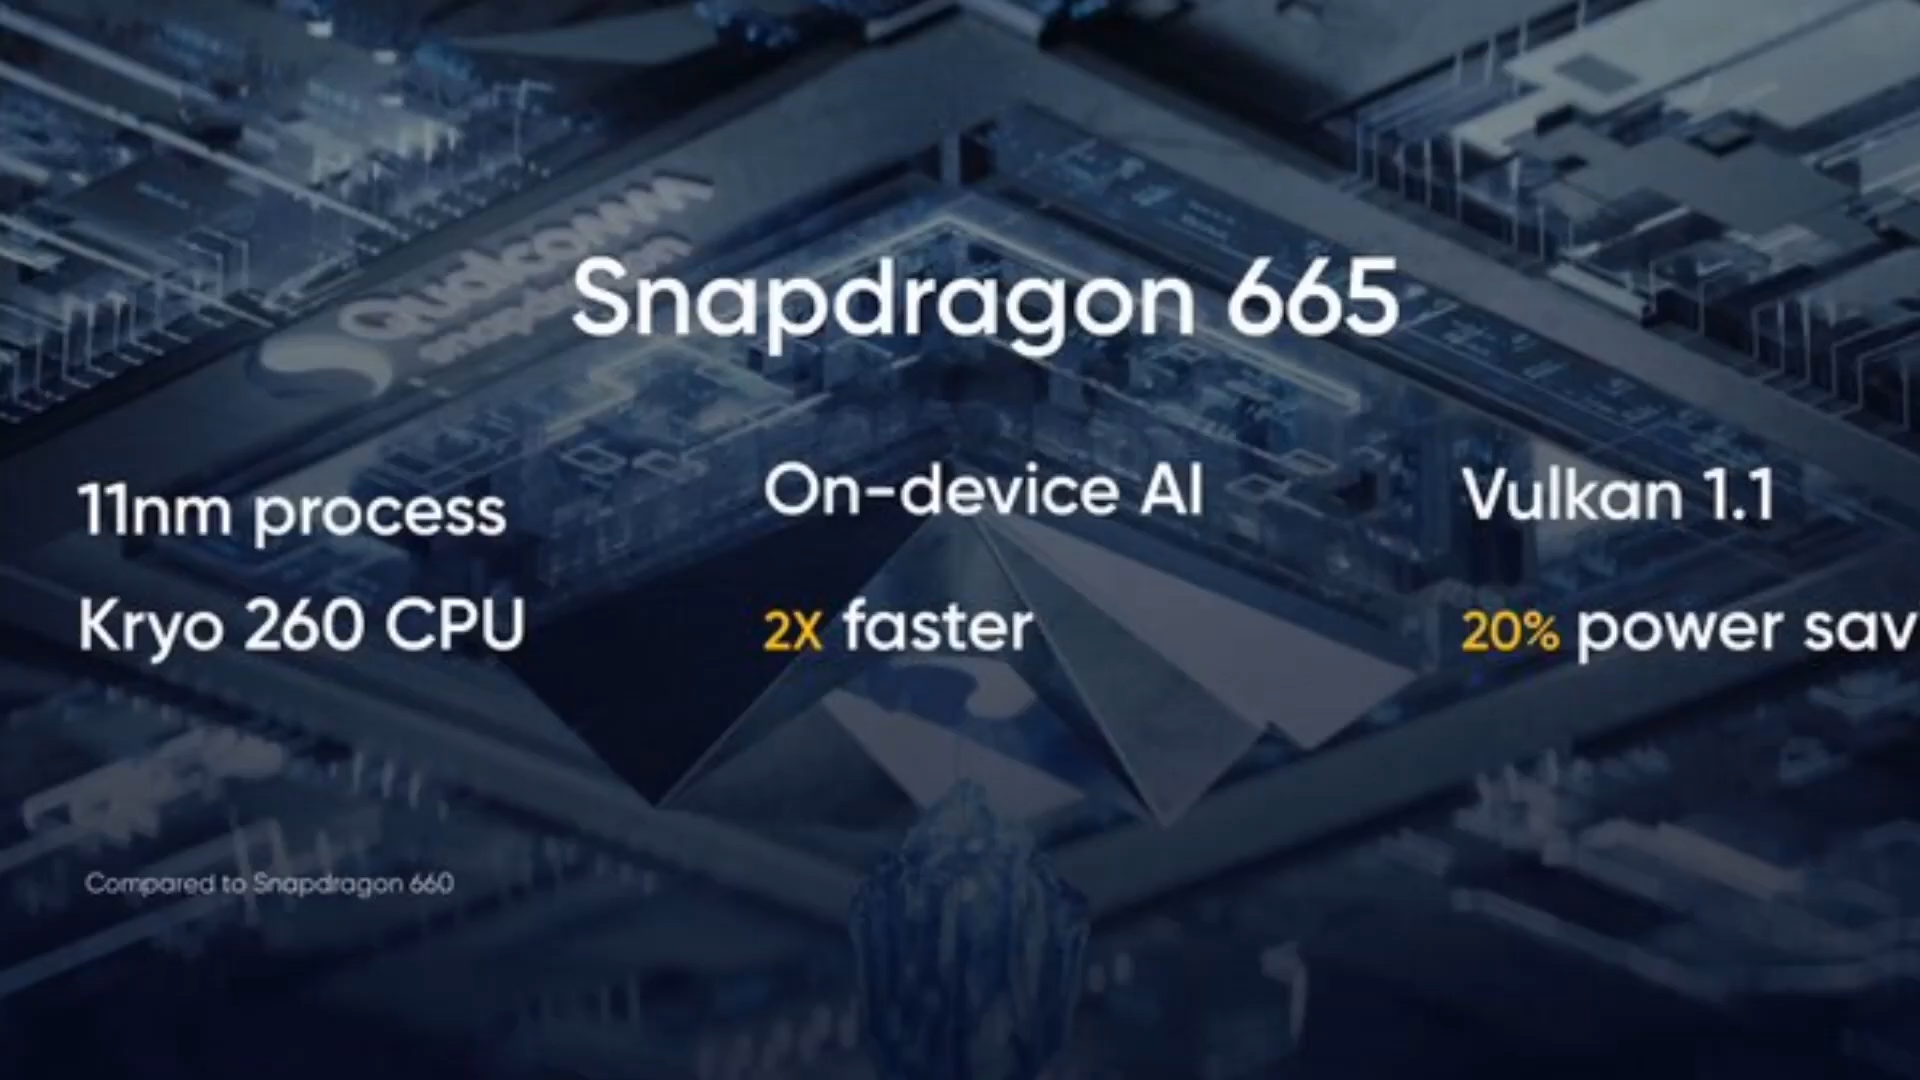 Qualcomm
Snapdragon 665
11nm process
On-device AI
Vulkan 1.1
Kryo 260 CPU
2X faster
20% power sav
Compared to Snapdragon 660